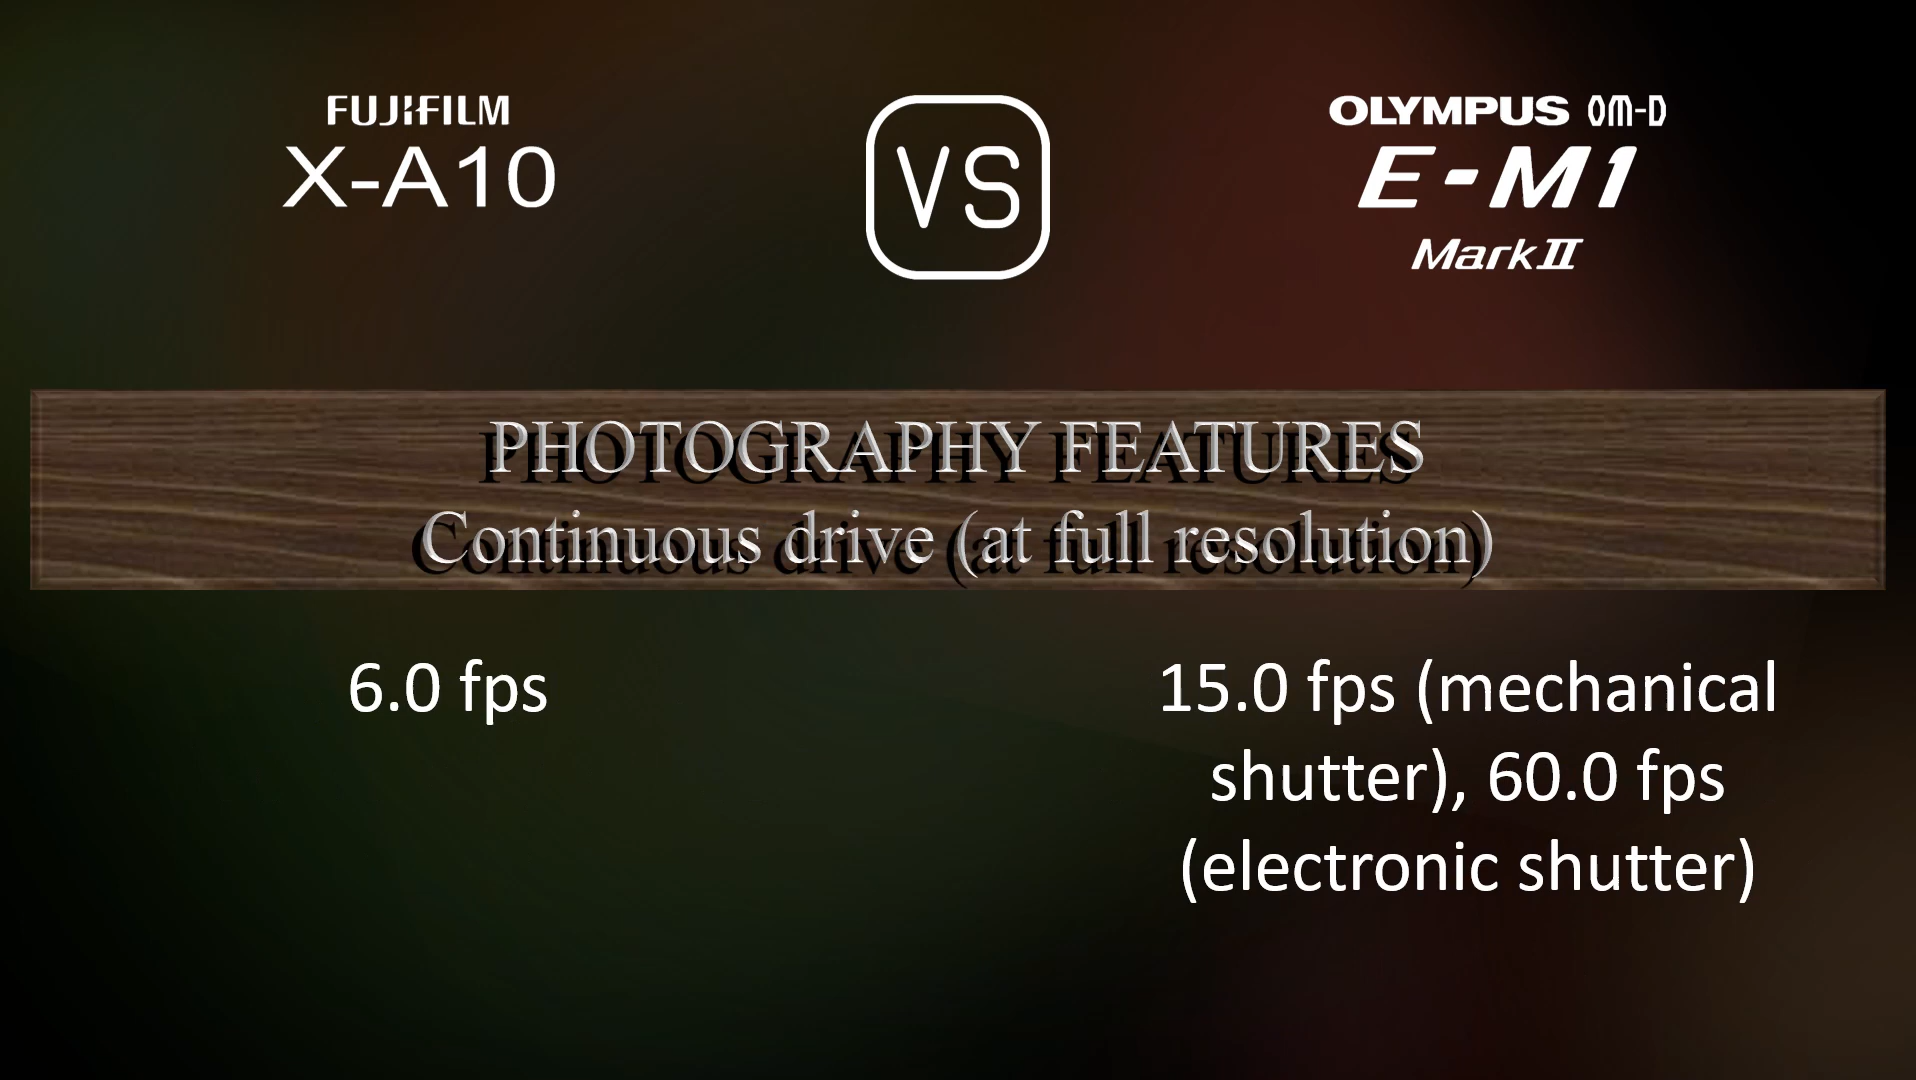 FUJIFILM
X-A10
VS
OLYMPUS OM-D
E-M1
Mark II
PHOTOGRAPHY FEATURES
Continuous drive (at full resolution)
6.0 fps
15.0 fps (mechanical
shutter), 60.0 fps
(electronic shutter)